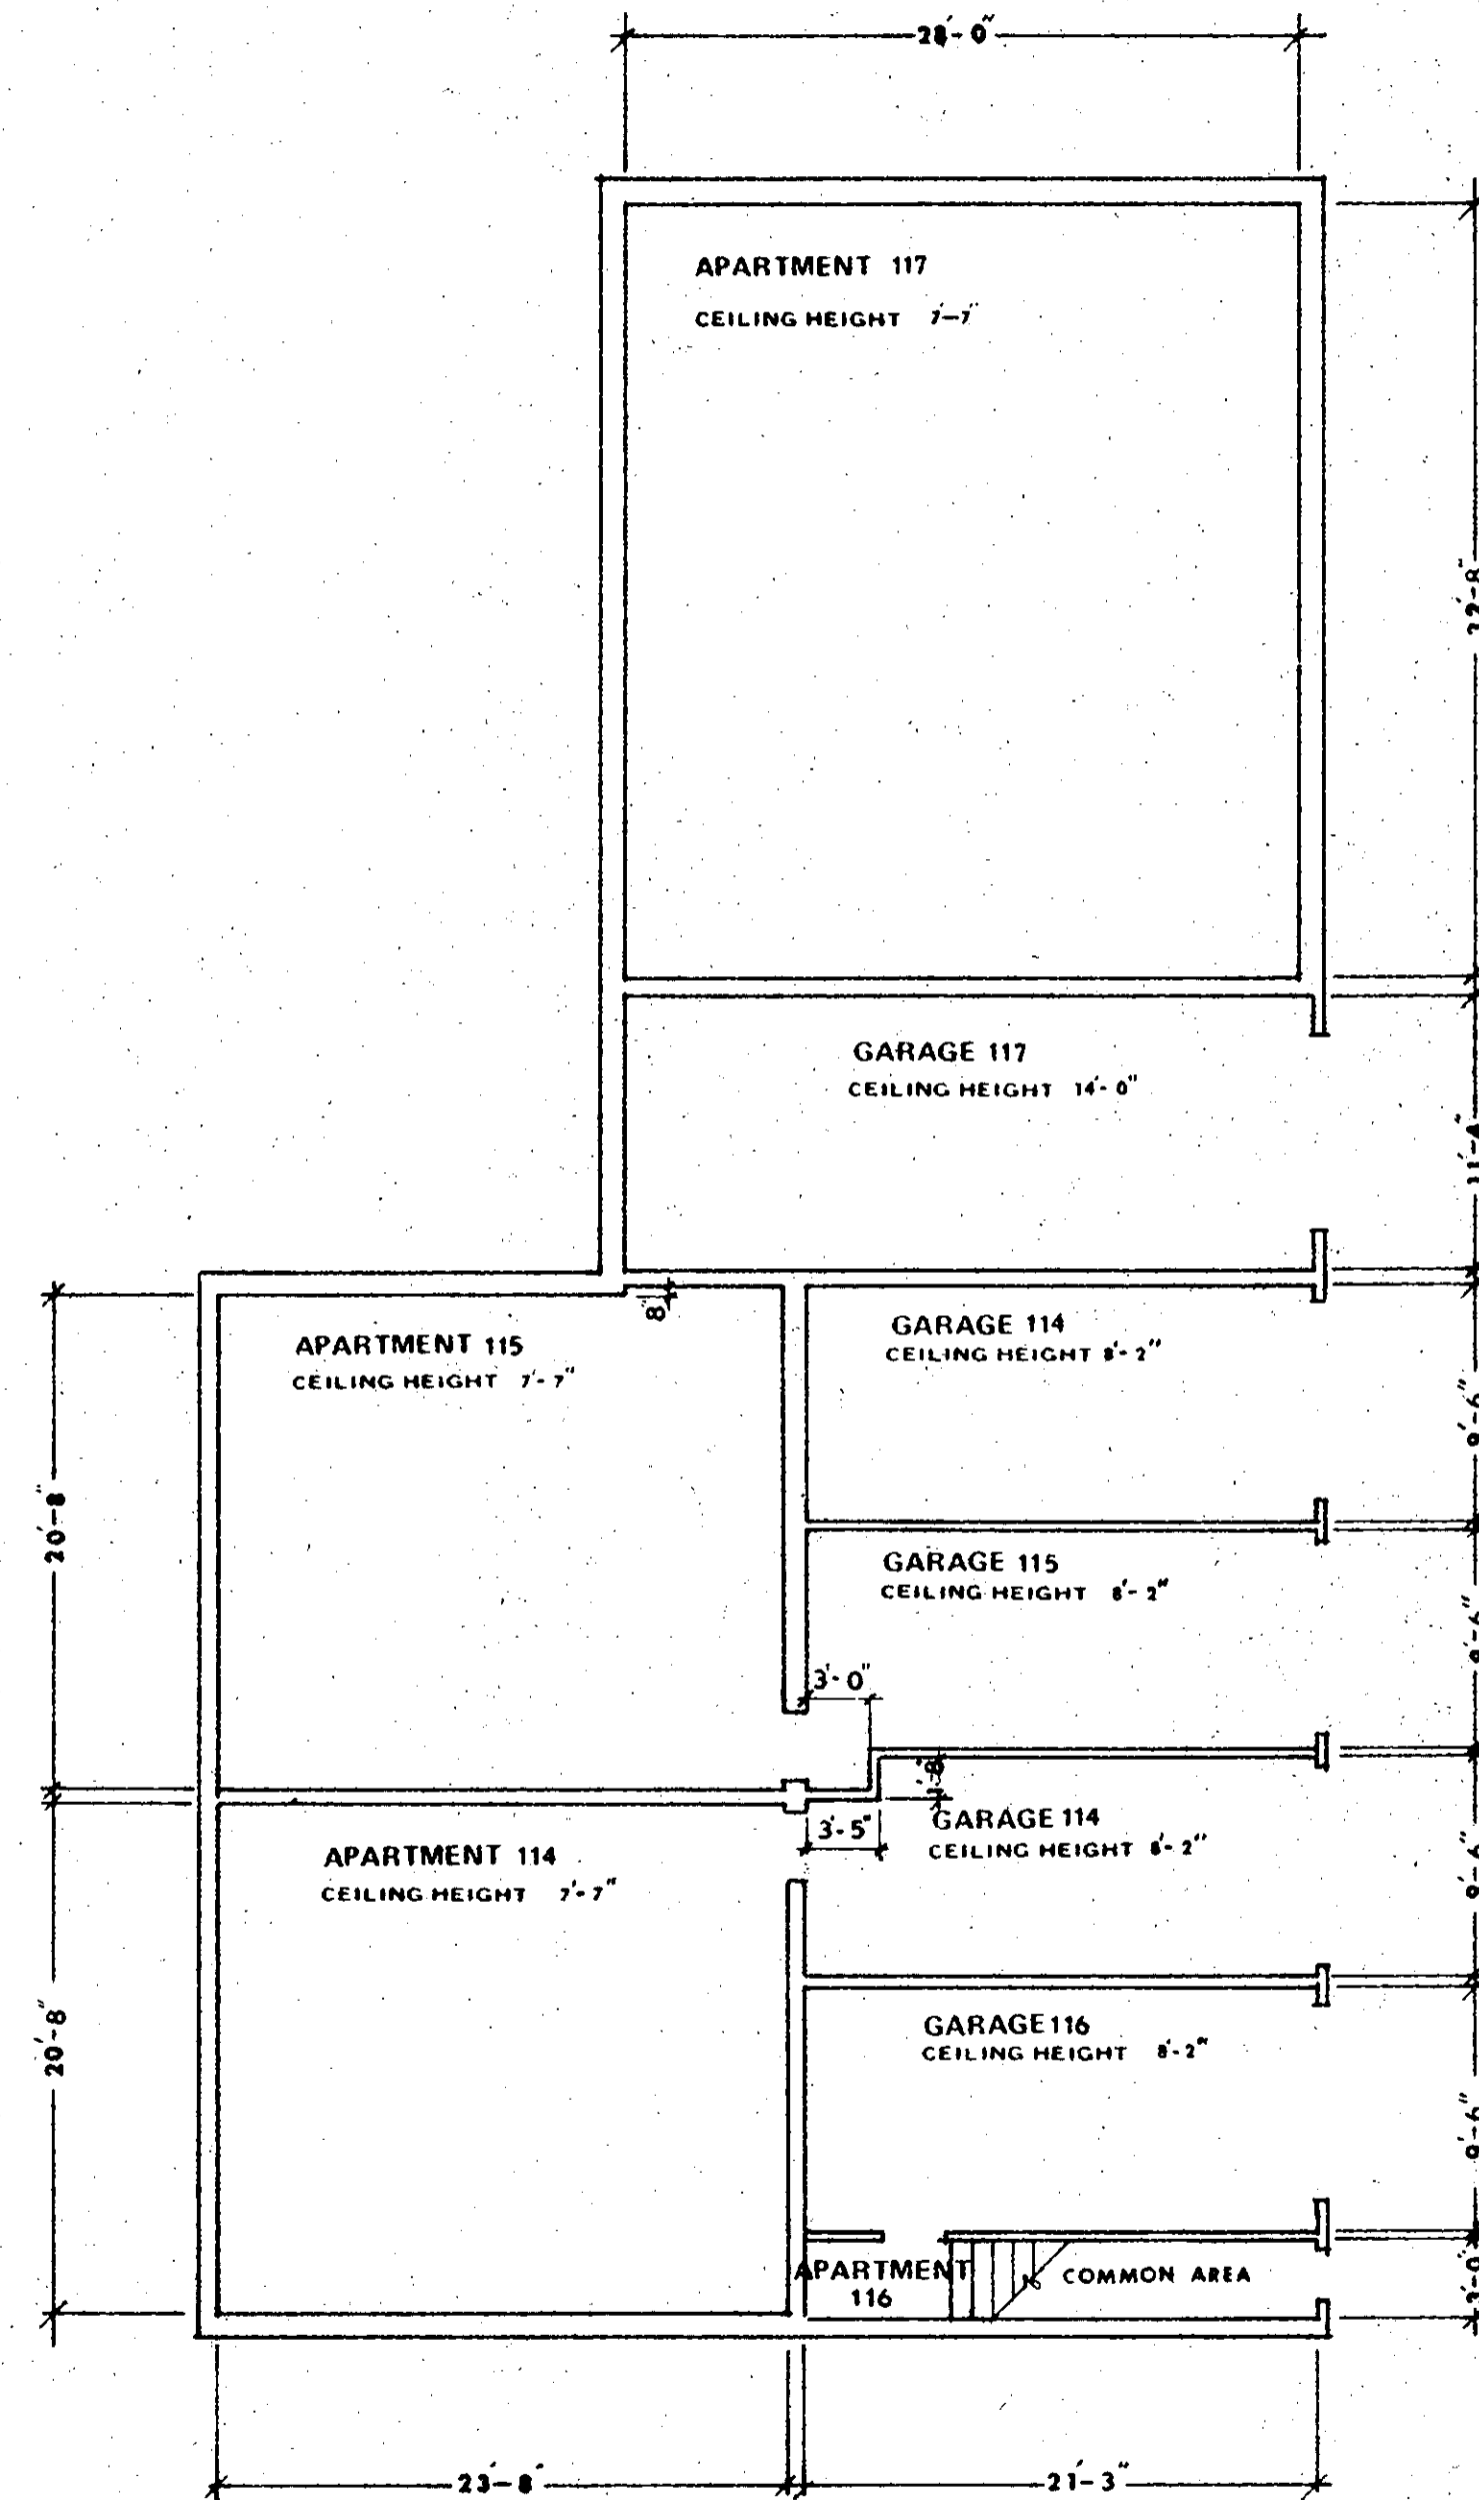 28'-0"
APARTMENT 117
CEILING HEIGHT 7'-7"
GARAGE 117
CEILING HEIGHT 14'-0"
8"
APARTMENT 115
CEILING HEIGHT 7'-7"
GARAGE 114
CEILING HEIGHT 8'-2"
20'-8"
GARAGE 115
CEILING HEIGHT 8'-2"
3'-0"
3'-5"
GARAGE 114
CEILING HEIGHT 8'-2"
APARTMENT 114
CEILING HEIGHT 7'-7"
20'-8"
GARAGE 116
CEILING HEIGHT 8'-2"
APARTMENT
116
COMMON AREA
23'-8"
21'-3"